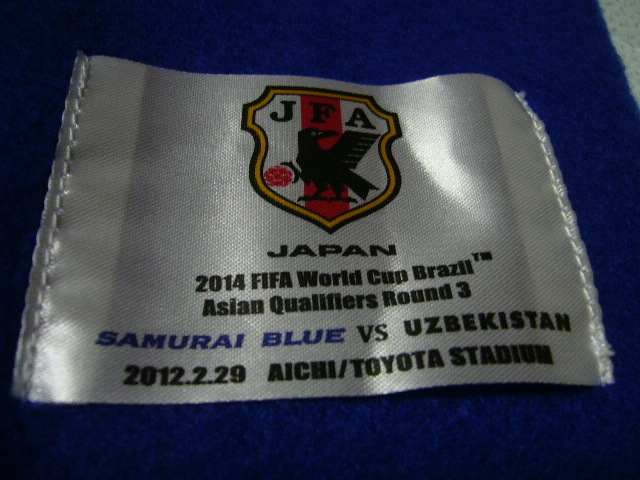 JFA
JAPAN
2014 FIFA World Cup Brazil™
Asian Qualifiers Round 3
SAMURAI BLUE VS UZBEKISTAN
2012.2.29 AICHI/TOYOTA STADIUM